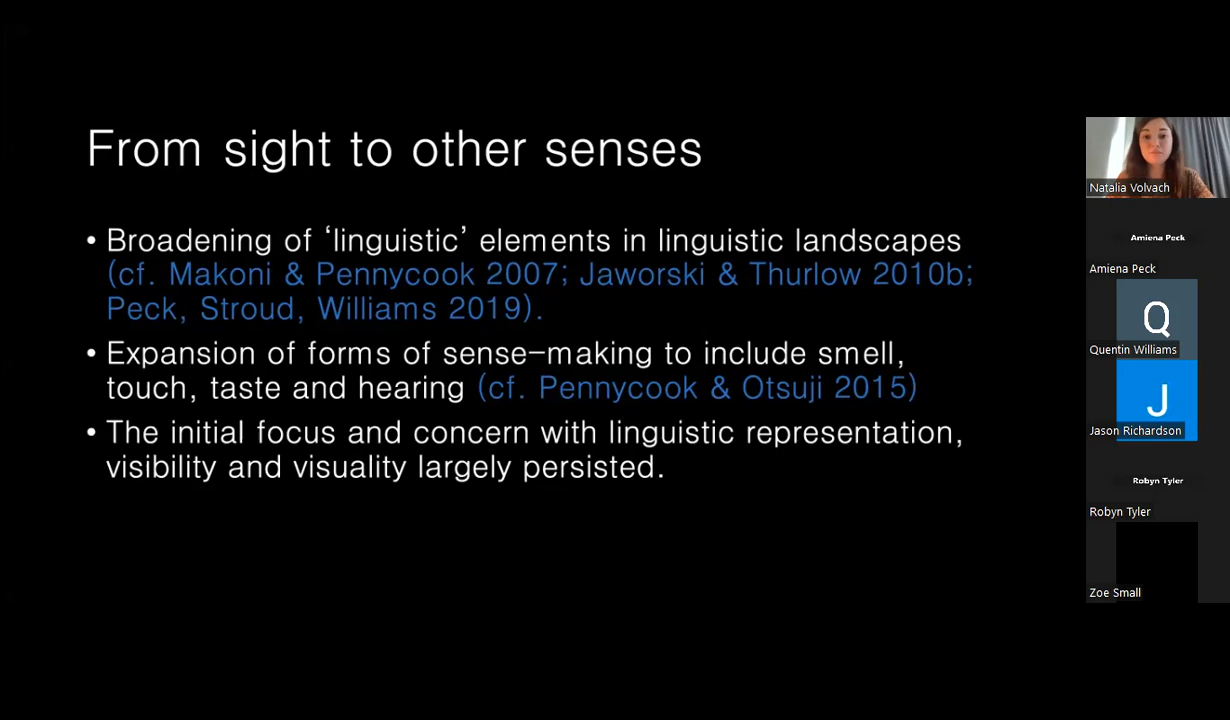 From sight to other senses
• Broadening of ‘linguistic’ elements in linguistic landscapes
(cf. Makoni & Pennycook 2007; Jaworski & Thurlow 2010b;
Peck, Stroud, Williams 2019).
• Expansion of forms of sense-making to include smell,
touch, taste and hearing (cf. Pennycook & Otsuji 2015)
• The initial focus and concern with linguistic representation,
visibility and visuality largely persisted.
Natalia Volvach
Amiena Peck
Amiena Peck
Q
Quentin Williams
J
Jason Richardson
Robyn Tyler
Robyn Tyler
Zoe Small